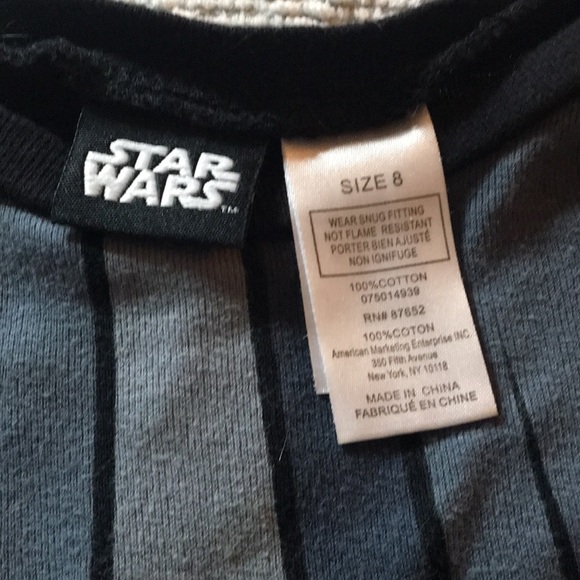 STAR
WARS™
SIZE 8
WEAR SNUG FITTING
NOT FLAME RESISTANT
PORTER BIEN AJUSTÉ
NON IGNIFUGE
100%COTTON
075014939
RN# 87652
100%COTON
American Marketing Enterprise INC.
350 Fifth Avenue
New York, NY 10118
MADE IN CHINA
FABRIQUÉ EN CHINE